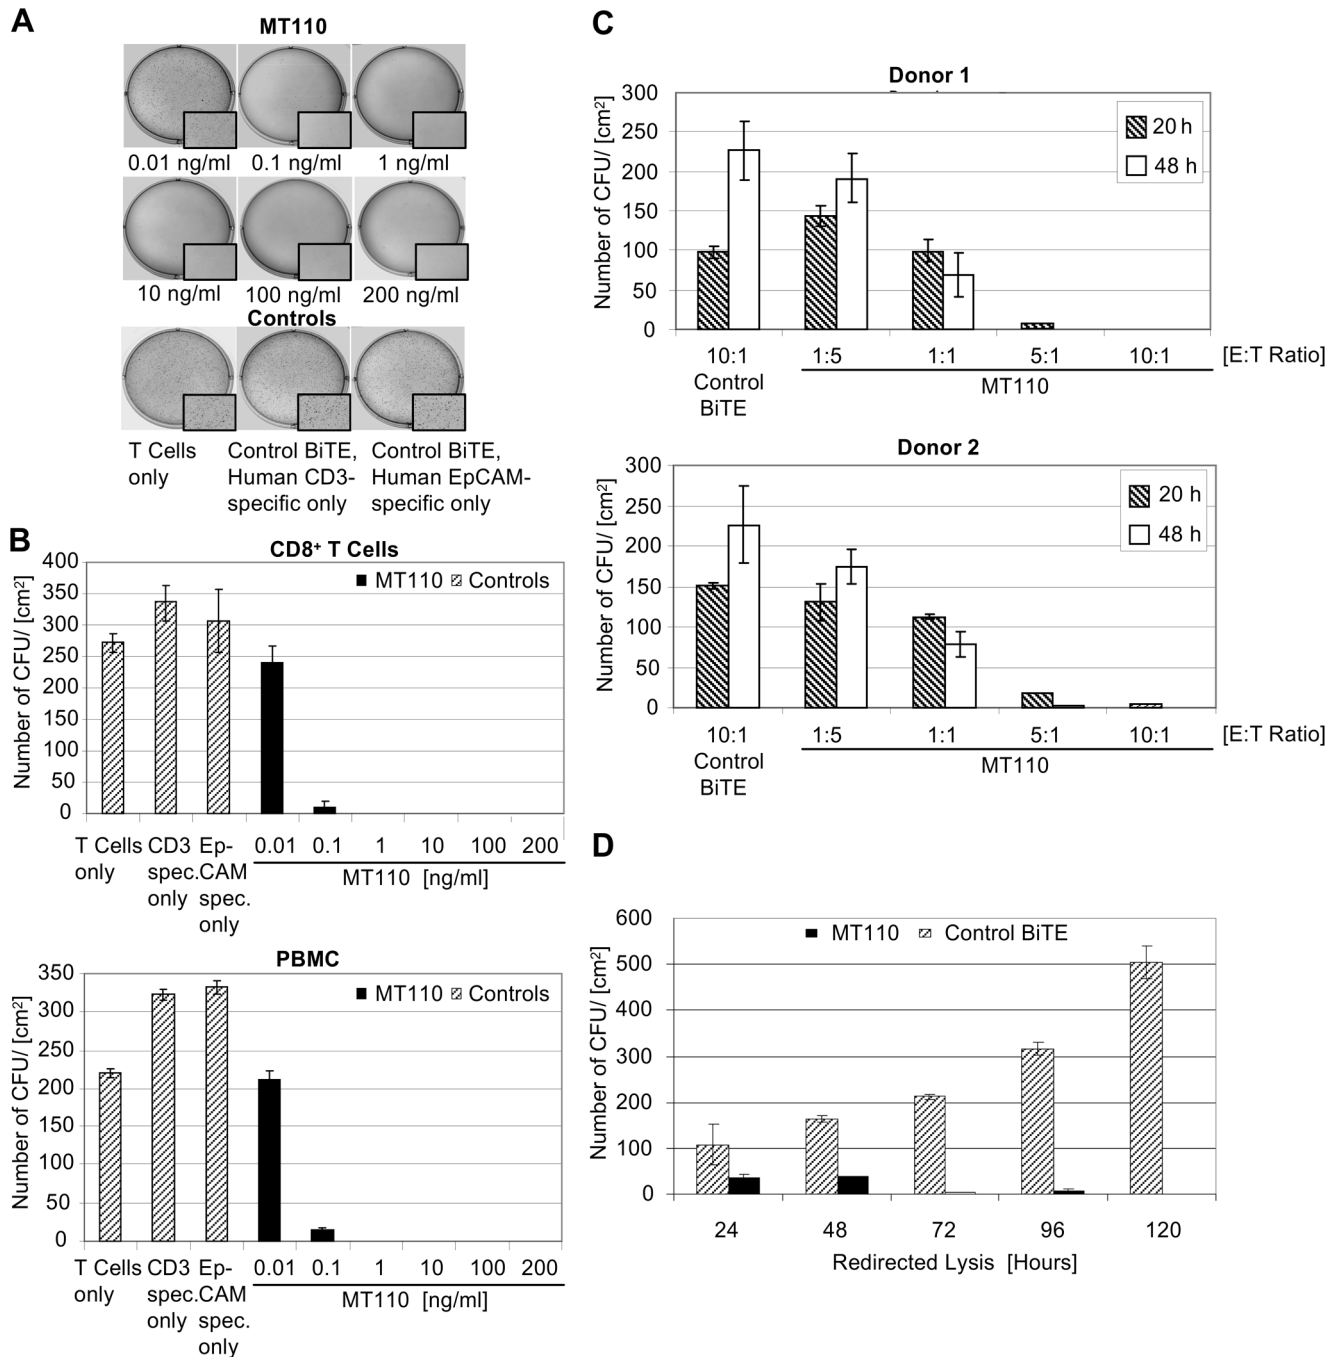 A
MT110
0.01 ng/ml 0.1 ng/ml 1 ng/ml
10 ng/ml 100 ng/ml 200 ng/ml
Controls
T Cells only
Control BiTE, Human CD3-specific only
Control BiTE, Human EpCAM-specific only
B
CD8+ T Cells
MT110 Controls
Number of CFU/ [cm²]
400
350
300
250
200
150
100
50
0
T Cells only
CD3 spec. only
Ep-CAM spec. only
0.01 0.1 1 10 100 200
MT110 [ng/ml]
PBMC
MT110 Controls
Number of CFU/ [cm²]
350
300
250
200
150
100
50
0
T Cells only
CD3 spec. only
Ep-CAM spec. only
0.01 0.1 1 10 100 200
MT110 [ng/ml]
C
Donor 1
20 h
48 h
Number of CFU/ [cm²]
300
250
200
150
100
50
0
10:1 1:5 1:1 5:1 10:1 [E:T Ratio]
Control BiTE
MT110
Donor 2
20 h
48 h
Number of CFU/ [cm²]
300
250
200
150
100
50
0
10:1 1:5 1:1 5:1 10:1 [E:T Ratio]
Control BiTE
MT110
D
MT110 Control BiTE
Number of CFU/ [cm²]
600
500
400
300
200
100
0
24 48 72 96 120
Redirected Lysis [Hours]